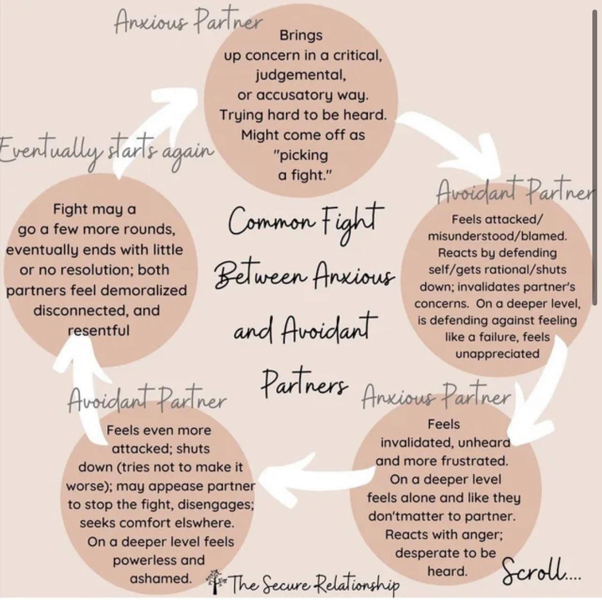 Anxious Partner
Brings
up concern in a critical,
judgemental,
or accusatory way.
Trying hard to be heard.
Might come off as
"picking
a fight."
Avoidant Partner
Feels attacked/
misunderstood/blamed.
Reacts by defending
self/gets rational/shuts
down; invalidates partner's
concerns. On a deeper level,
is defending against feeling
like a failure, feels
unappreciated
Anxious Partner
Feels
invalidated, unheard
and more frustrated.
On a deeper level
feels alone and like they
don'tmatter to partner.
Reacts with anger;
desperate to be
heard.
Avoidant Partner
Feels even more
attacked; shuts
down (tries not to make it
worse); may appease partner
to stop the fight, disengages;
seeks comfort elswhere.
On a deeper level feels
powerless and
ashamed.
Fight may a
go a few more rounds,
eventually ends with little
or no resolution; both
partners feel demoralized
disconnected, and
resentful
Eventually starts again
Common Fight
Between Anxious
and Avoidant
Partners
The Secure Relationship
Scroll....